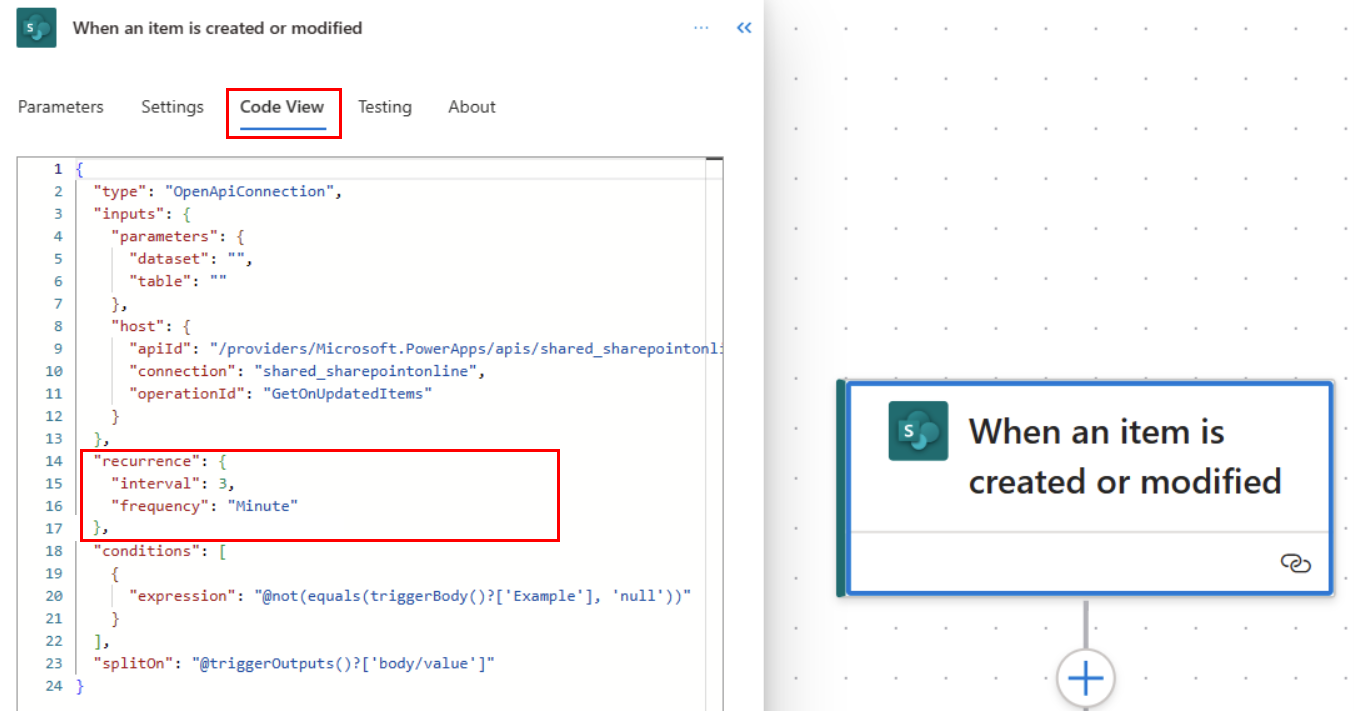 When an item is created or modified
Parameters Settings Code View Testing About
1 {
2 "type": "OpenApiConnection",
3 "inputs": {
4 "parameters": {
5 "dataset": "",
6 "table": ""
7 },
8 "host": {
9 "apiId": "/providers/Microsoft.PowerApps/apis/shared_sharepointonli
10 "connection": "shared_sharepointonline",
11 "operationId": "GetOnUpdatedItems"
12 }
13 },
14 "recurrence": {
15 "interval": 3,
16 "frequency": "Minute"
17 },
18 "conditions": [
19 {
20 "expression": "@not(equals(triggerBody()?['Example'], 'null'))"
21 }
22 ],
23 "splitOn": "@triggerOutputs()?['body/value']"
24 }
When an item is
created or modified